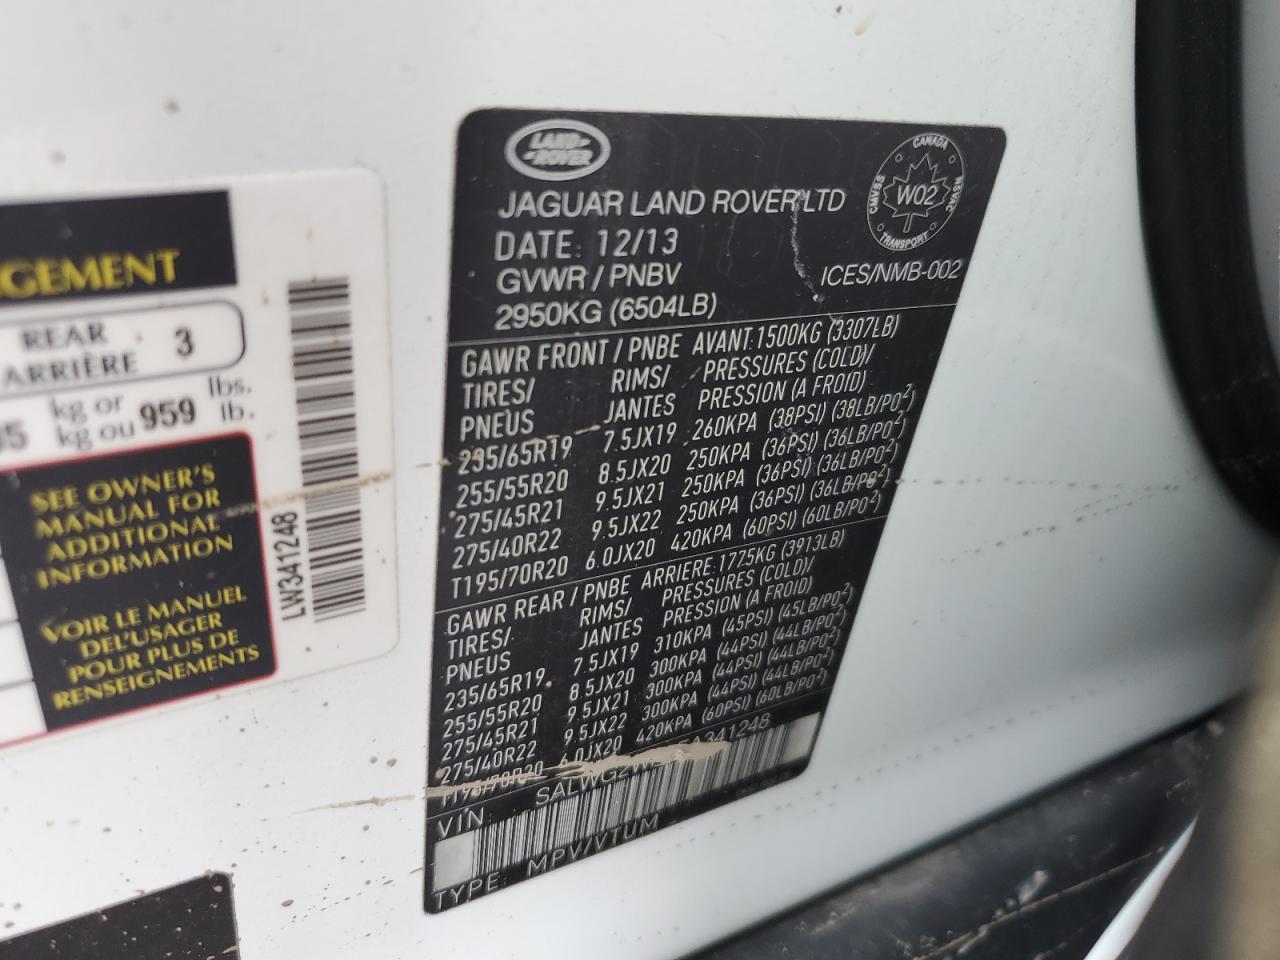 GEMENT
REAR
ARRIÈRE
3
kg or 959 lbs.
kg ou lb.
SEE OWNER'S
MANUAL FOR
ADDITIONAL
INFORMATION
VOIR LE MANUEL
DEL'USAGER
POUR PLUS DE
RENSEIGNEMENTS
LW341248
LAND-
-ROVER
JAGUAR LAND ROVER LTD
DATE: 12/13
GVWR / PNBV
2950KG (6504LB)
CANADA
CMVSS
NSVAC
W02
TRANSPORT
ICES/NMB-002
GAWR FRONT / PNBE AVANT:1500KG (3307LB)
TIRES/ RIMS/ PRESSURES (COLD)/
PNEUS JANTES PRESSION (A FROID)
235/65R19 7.5JX19 260KPA (38PSI) (38LB/PO²)
255/55R20 8.5JX20 250KPA (36PSI) (36LB/PO²)
275/45R21 9.5JX21 250KPA (36PSI) (36LB/PO²)
275/40R22 9.5JX22 250KPA (36PSI) (36LB/PO²)
T195/70R20 6.0JX20 420KPA (60PSI) (60LB/PO²)
GAWR REAR / PNBE ARRIERE:1775KG (3913LB)
TIRES/ RIMS/ PRESSURES (COLD)/
PNEUS JANTES PRESSION (A FROID)
235/65R19 7.5JX19 310KPA (45PSI) (45LB/PO²)
255/55R20 8.5JX20 300KPA (44PSI) (44LB/PO²)
275/45R21 9.5JX21 300KPA (44PSI) (44LB/PO²)
275/40R22 9.5JX22 300KPA (44PSI) (44LB/PO²)
T195/70R20 6.0JX20 420KPA (60PSI) (60LB/PO²)
VIN:
TYPE: MPV/VTUM